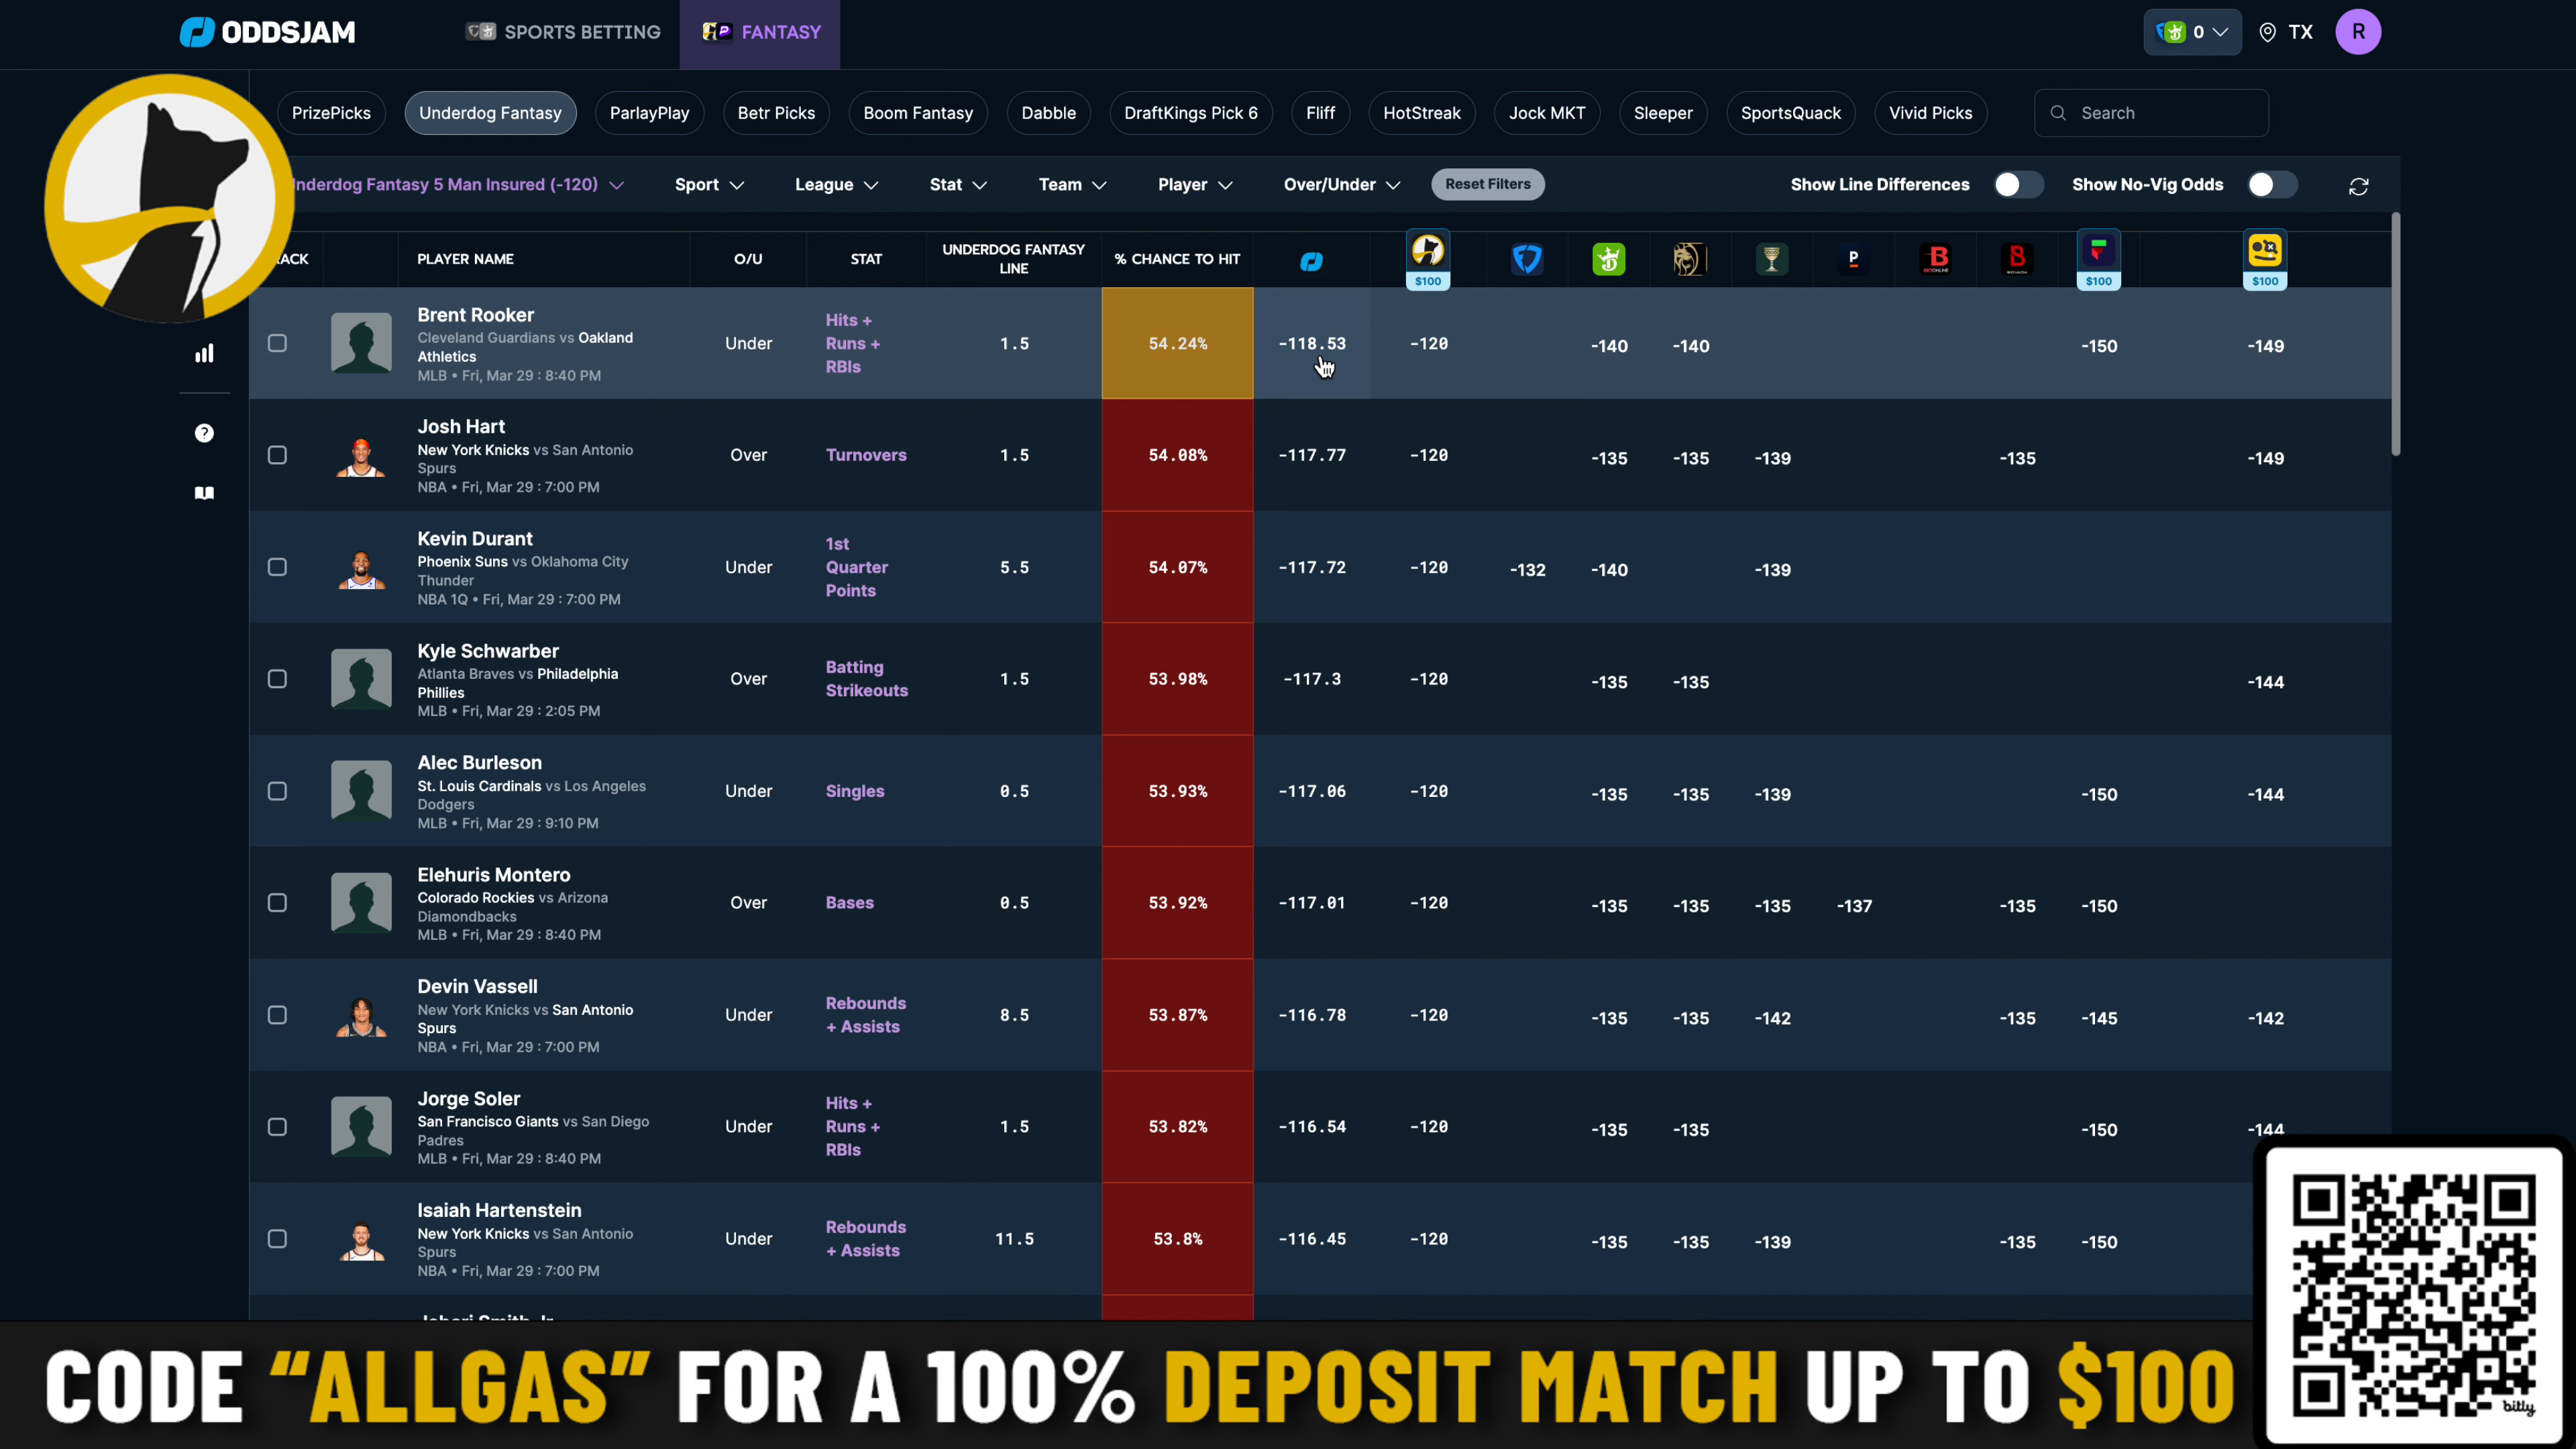 ODDSJAM
SPORTS BETTING
FANTASY
0
TX
R
PrizePicks
Underdog Fantasy
ParlayPlay
Betr Picks
Boom Fantasy
Dabble
DraftKings Pick 6
Fliff
HotStreak
Jock MKT
Sleeper
SportsQuack
Vivid Picks
Search
nderdog Fantasy 5 Man Insured (-120)
Sport
League
Stat
Team
Player
Over/Under
Reset Filters
Show Line Differences
Show No-Vig Odds
ACK
PLAYER NAME
O/U
STAT
UNDERDOG FANTASY
LINE
% CHANCE TO HIT
$100
P
B
BETONLINE
B
BOVADA
$100
$100
Brent Rooker
Cleveland Guardians vs Oakland
Athletics
MLB • Fri, Mar 29 : 8:40 PM
Under
Hits +
Runs +
RBIs
1.5
54.24%
-118.53
-120
-140
-140
-150
-149
Josh Hart
New York Knicks vs San Antonio
Spurs
NBA • Fri, Mar 29 : 7:00 PM
Over
Turnovers
1.5
54.08%
-117.77
-120
-135
-135
-139
-135
-149
Kevin Durant
Phoenix Suns vs Oklahoma City
Thunder
NBA 1Q • Fri, Mar 29 : 7:00 PM
Under
1st
Quarter
Points
5.5
54.07%
-117.72
-120
-132
-140
-139
Kyle Schwarber
Atlanta Braves vs Philadelphia
Phillies
MLB • Fri, Mar 29 : 2:05 PM
Over
Batting
Strikeouts
1.5
53.98%
-117.3
-120
-135
-135
-144
Alec Burleson
St. Louis Cardinals vs Los Angeles
Dodgers
MLB • Fri, Mar 29 : 9:10 PM
Under
Singles
0.5
53.93%
-117.06
-120
-135
-135
-139
-150
-144
Elehuris Montero
Colorado Rockies vs Arizona
Diamondbacks
MLB • Fri, Mar 29 : 8:40 PM
Over
Bases
0.5
53.92%
-117.01
-120
-135
-135
-135
-137
-135
-150
Devin Vassell
New York Knicks vs San Antonio
Spurs
NBA • Fri, Mar 29 : 7:00 PM
Under
Rebounds
+ Assists
8.5
53.87%
-116.78
-120
-135
-135
-142
-135
-145
-142
Jorge Soler
San Francisco Giants vs San Diego
Padres
MLB • Fri, Mar 29 : 8:40 PM
Under
Hits +
Runs +
RBIs
1.5
53.82%
-116.54
-120
-135
-135
-150
-144
Isaiah Hartenstein
New York Knicks vs San Antonio
Spurs
NBA • Fri, Mar 29 : 7:00 PM
Under
Rebounds
+ Assists
11.5
53.8%
-116.45
-120
-135
-135
-139
-135
-150
Jabari Smith Jr
CODE “ALLGAS” FOR A 100% DEPOSIT MATCH UP TO $100
bitly